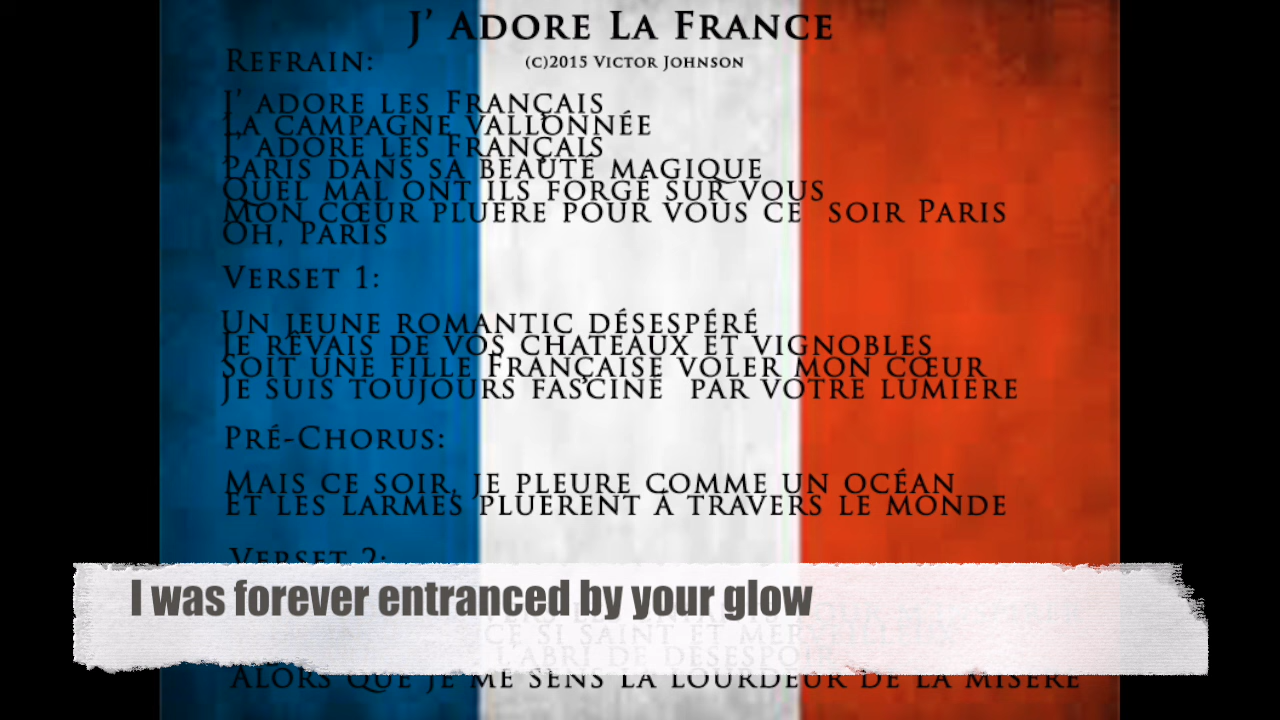 J' Adore La France
Refrain:
(c)2015 Victor Johnson
J' adore les Français
La campagne vallonnée
J' adore les Français
Paris dans sa beauté magique
Quel mal ont ils forgé sur vous
Mon cœur pluere pour vous ce soir Paris
Oh, Paris
Verset 1:
Un jeune romantic désespéré
Je rêvais de vos chateaux et vignobles
Soit une fille Française voler mon cœur
Je suis toujours fasciné par votre lumière
Pré-Chorus:
Mais ce soir, je pleure comme un océan
et les larmes pluerent à travers le monde
Verset 2:
I was forever entranced by your glow
ce si saint et mer
l'abri de désespoir
Alors que je me sens la lourdeur de la misère